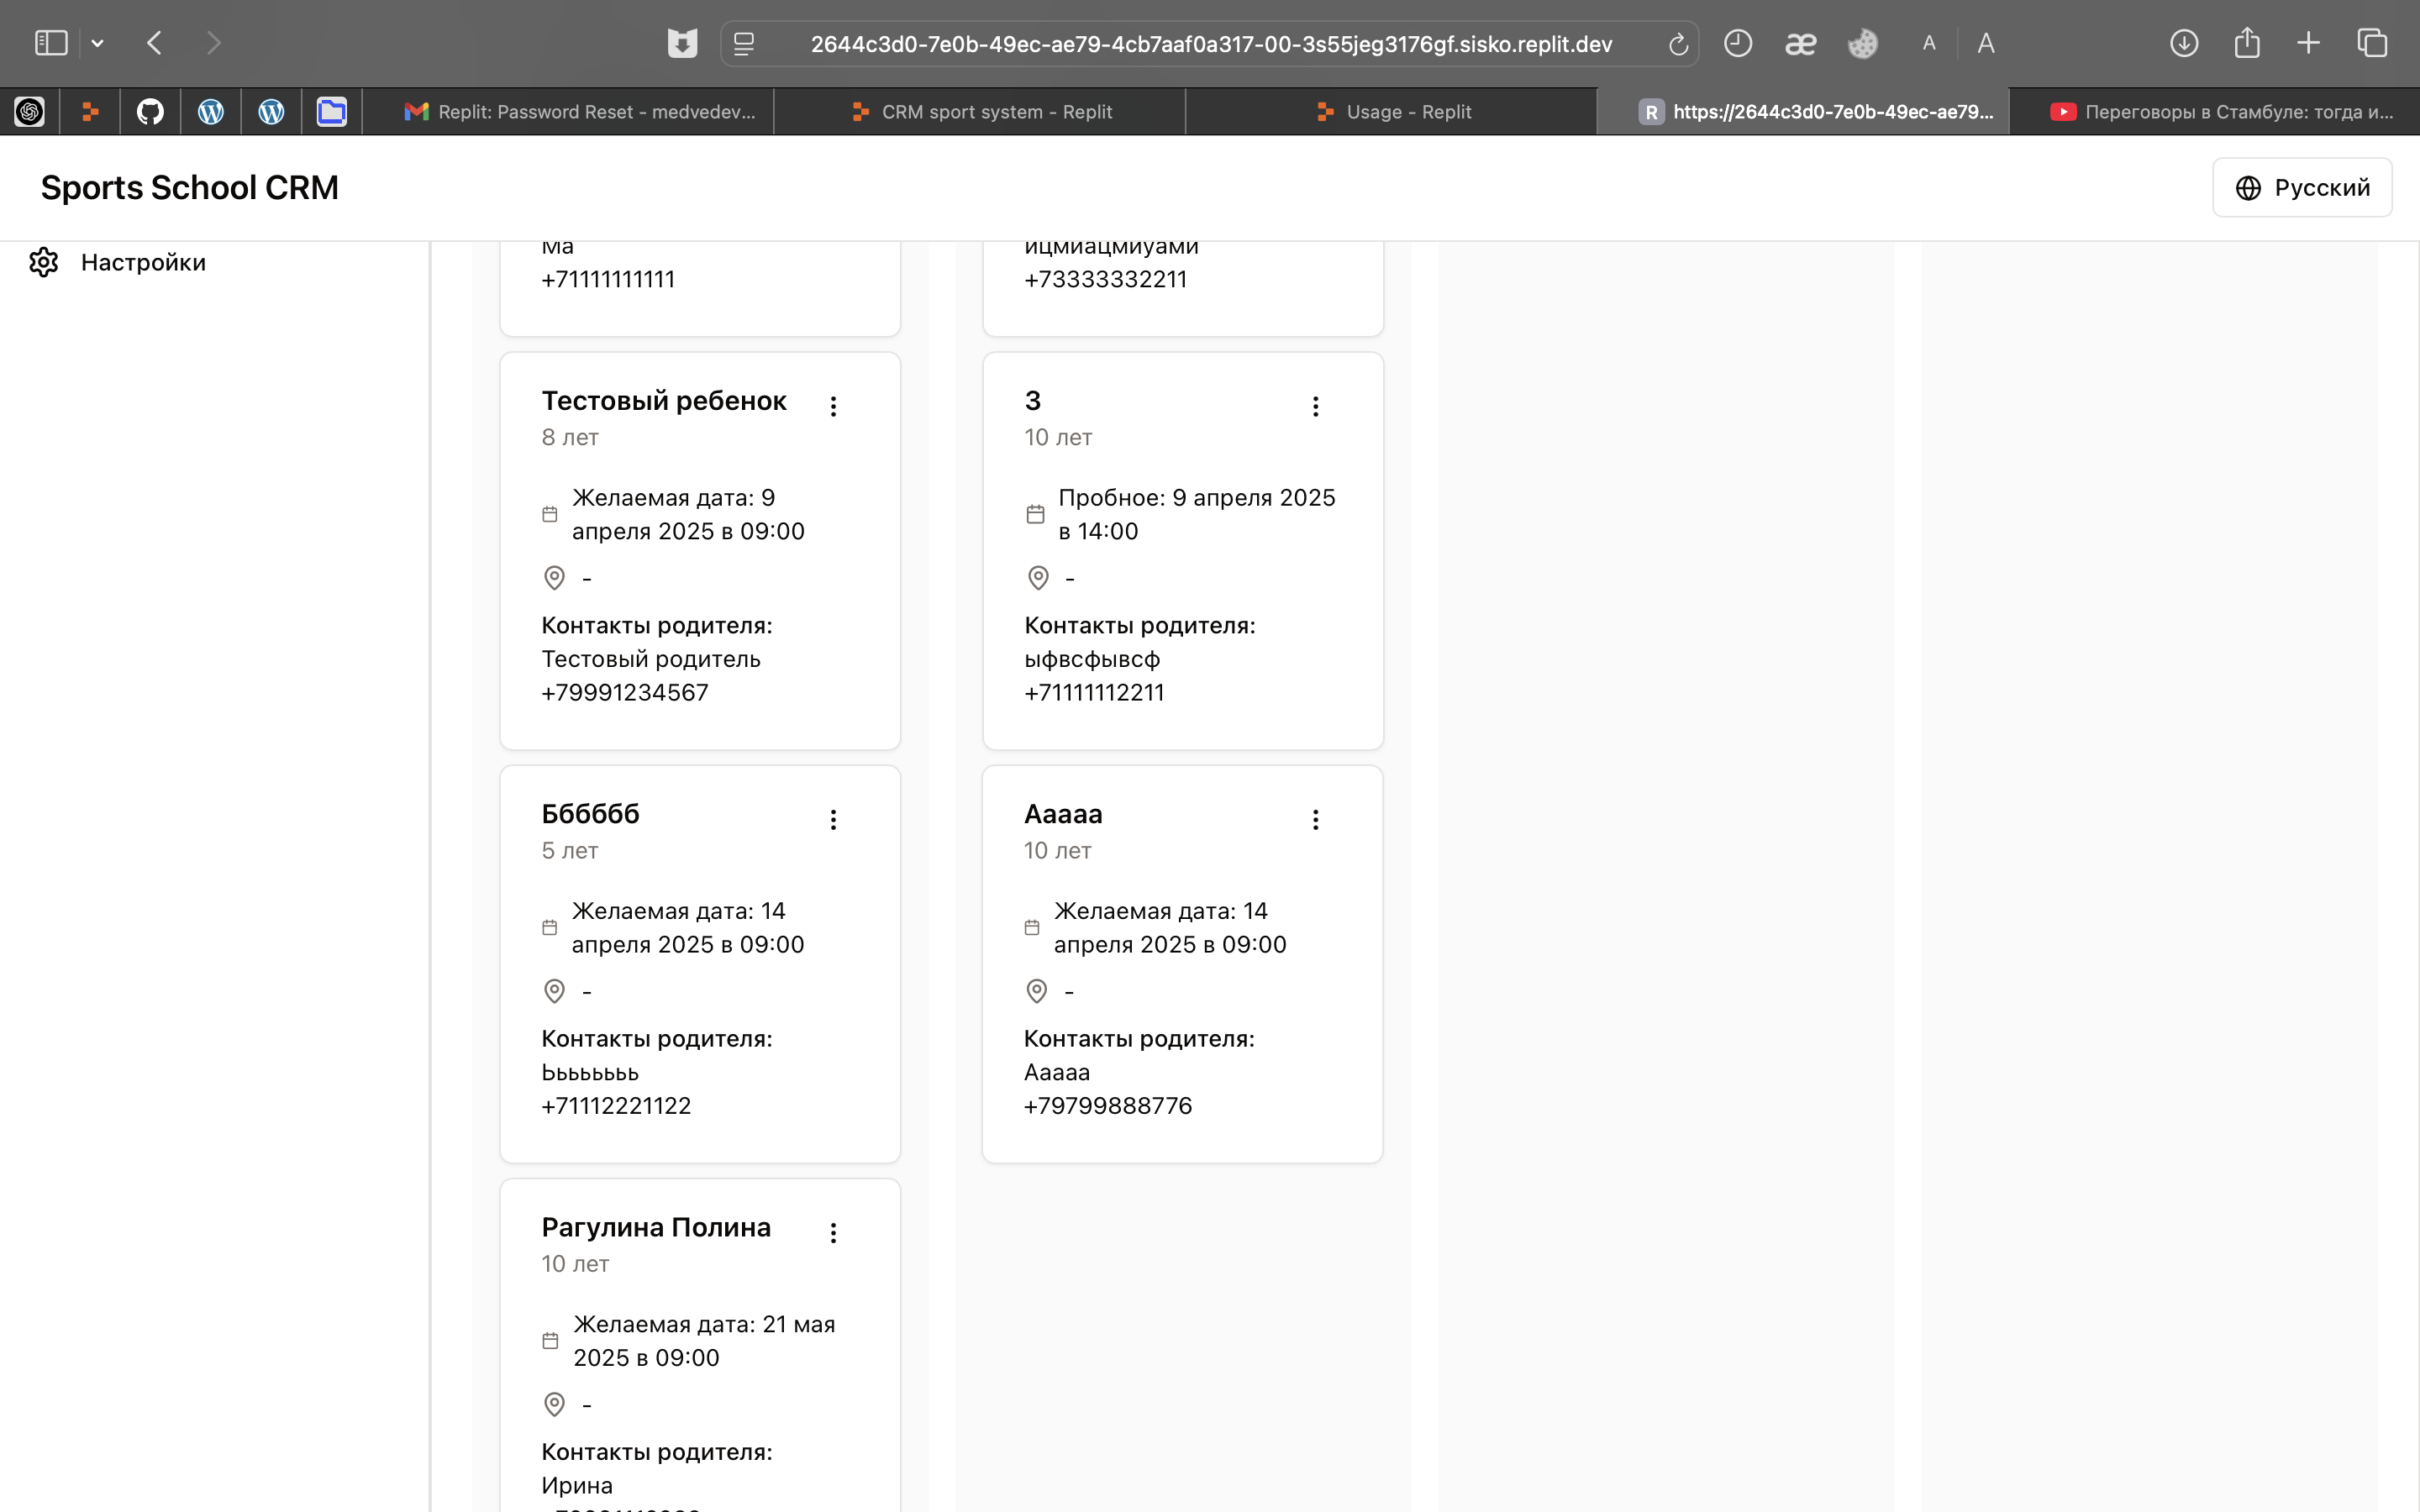 2644c3d0-7e0b-49ec-ae79-4cb7aaf0a317-00-3s55jeg3176gf.sisko.replit.dev
A A
Replit: Password Reset - medvedev...
CRM sport system - Replit
Usage - Replit
R https://2644c3d0-7e0b-49ec-ae79...
Переговоры в Стамбуле: тогда и...
Sports School CRM
Русский
Настройки
Ма
+71111111111
Тестовый ребенок
8 лет
Желаемая дата: 9
апреля 2025 в 09:00
-
Контакты родителя:
Тестовый родитель
+79991234567
Бббббб
5 лет
Желаемая дата: 14
апреля 2025 в 09:00
-
Контакты родителя:
Ьььььььь
+71112221122
Рагулина Полина
10 лет
Желаемая дата: 21 мая
2025 в 09:00
-
Контакты родителя:
Ирина
ицмиацмиуами
+73333332211
3
10 лет
Пробное: 9 апреля 2025
в 14:00
-
Контакты родителя:
ыфвсфывсф
+71111112211
Ааааа
10 лет
Желаемая дата: 14
апреля 2025 в 09:00
-
Контакты родителя:
Ааааа
+79799888776